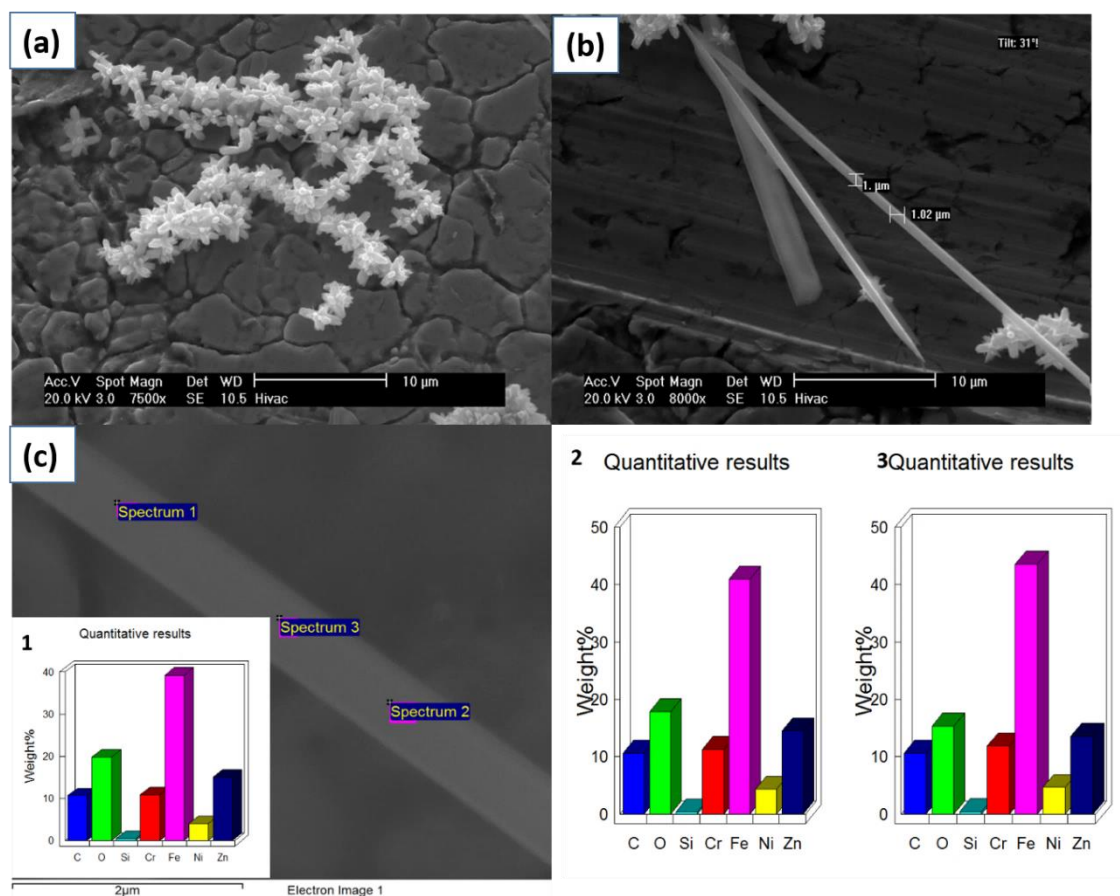 (a)
Acc.V Spot Magn Det WD 10 µm
20.0 kV 3.0 7500x SE 10.5 Hivac
(b)
Tilt: 31°!
1. µm
1.02 µm
Acc.V Spot Magn Det WD 10 µm
20.0 kV 3.0 8000x SE 10.5 Hivac
(c)
Spectrum 1
Spectrum 3
Spectrum 2
1
Quantitative results
Weight%
40
30
20
10
0
C O Si Cr Fe Ni Zn
2µm Electron Image 1
2 Quantitative results
Weight%
50
40
30
20
10
0
C O Si Cr Fe Ni Zn
3Quantitative results
Weight%
50
40
30
20
10
0
C O Si Cr Fe Ni Zn